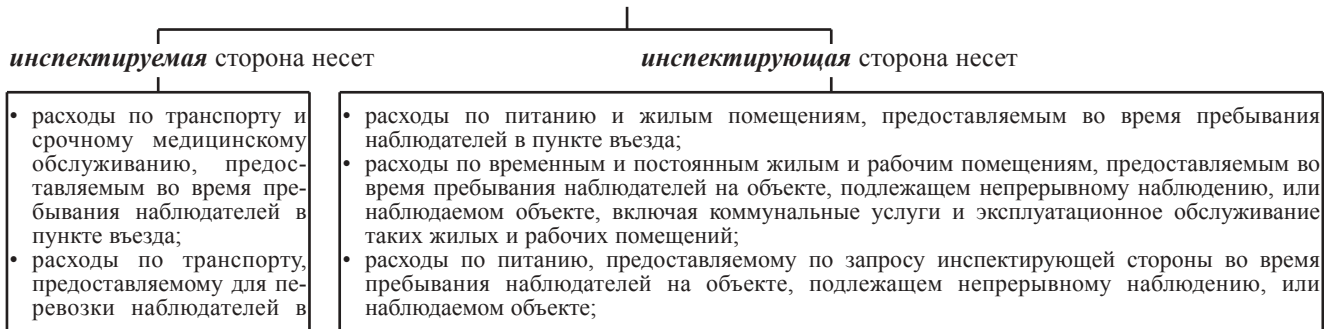 инспектируемая сторона несет
инспектирующая сторона несет
• расходы по транспорту и
срочному медицинскому
обслуживанию, предос-
тавляемым во время пре-
бывания наблюдателей в
пункте въезда;
• расходы по транспорту,
предоставляемому для пе-
ревозки наблюдателей в
• расходы по питанию и жилым помещениям, предоставляемым во время пребывания
наблюдателей в пункте въезда;
• расходы по временным и постоянным жилым и рабочим помещениям, предоставляемым во
время пребывания наблюдателей на объекте, подлежащем непрерывному наблюдению, или
наблюдаемом объекте, включая коммунальные услуги и эксплуатационное обслуживание
таких жилых и рабочих помещений;
• расходы по питанию, предоставляемому по запросу инспектирующей стороны во время
пребывания наблюдателей на объекте, подлежащем непрерывному наблюдению, или
наблюдаемом объекте;